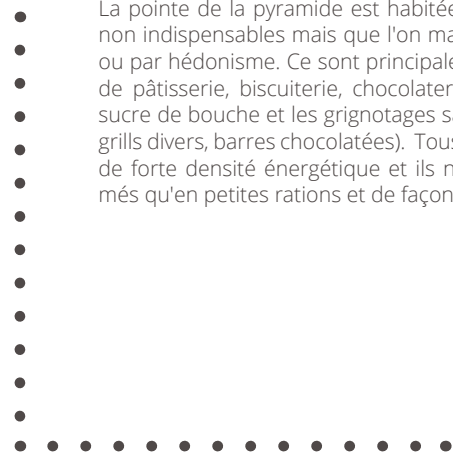 La pointe de la pyramide est habitée
non indispensables mais que l'on ma
ou par hédonisme. Ce sont principale
de pâtisserie, biscuiterie, chocolater
sucre de bouche et les grignotages s
grills divers, barres chocolatées). Tous
de forte densité énergétique et ils n
més qu'en petites rations et de façon